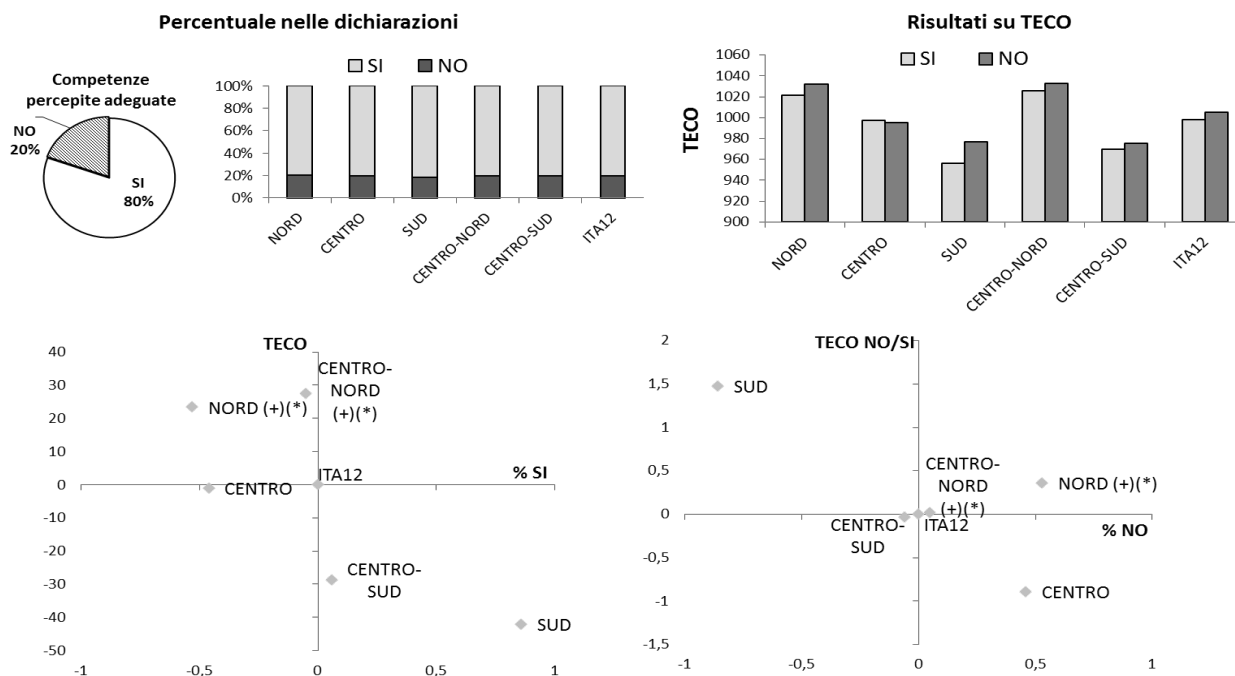 Percentuale nelle dichiarazioni
Competenze
percepite adeguate
NO
20%
SI
80%
SI NO
100%
80%
60%
40%
20%
0%
NORD
CENTRO
SUD
CENTRO-NORD
CENTRO-SUD
ITA12
Risultati su TECO
SI NO
TECO
1060
1040
1020
1000
980
960
940
920
900
NORD
CENTRO
SUD
CENTRO-NORD
CENTRO-SUD
ITA12
TECO
40
30
20
10
0
-10
-20
-30
-40
-50
CENTRO-
NORD
(+)(*)
NORD (+)(*)
ITA12
% SI
CENTRO
CENTRO-
SUD
SUD
-1 -0,5 0 0,5 1
TECO NO/SI
2
1,5
1
0,5
0
-0,5
-1
-1,5
SUD
CENTRO-
NORD
(+)(*)
NORD (+)(*)
CENTRO-
SUD
ITA12
% NO
CENTRO
-1 -0,5 0 0,5 1